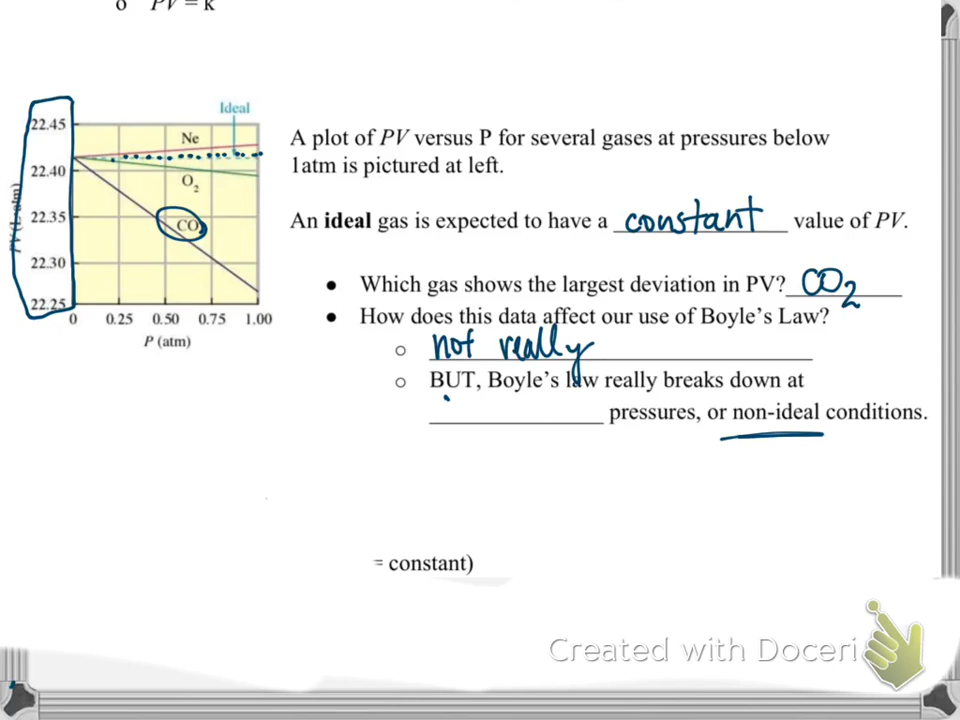 o PV = k
Ideal
22.45
Ne
22.40
O2
22.35
CO2
22.30
22.25
PV (L·atm)
0 0.25 0.50 0.75 1.00
P (atm)
A plot of PV versus P for several gases at pressures below
1atm is pictured at left.
An ideal gas is expected to have a constant value of PV.
• Which gas shows the largest deviation in PV? CO2
• How does this data affect our use of Boyle's Law?
o not really
o BUT, Boyle's law really breaks down at
____________ pressures, or non-ideal conditions.
= constant)
Created with Doceri